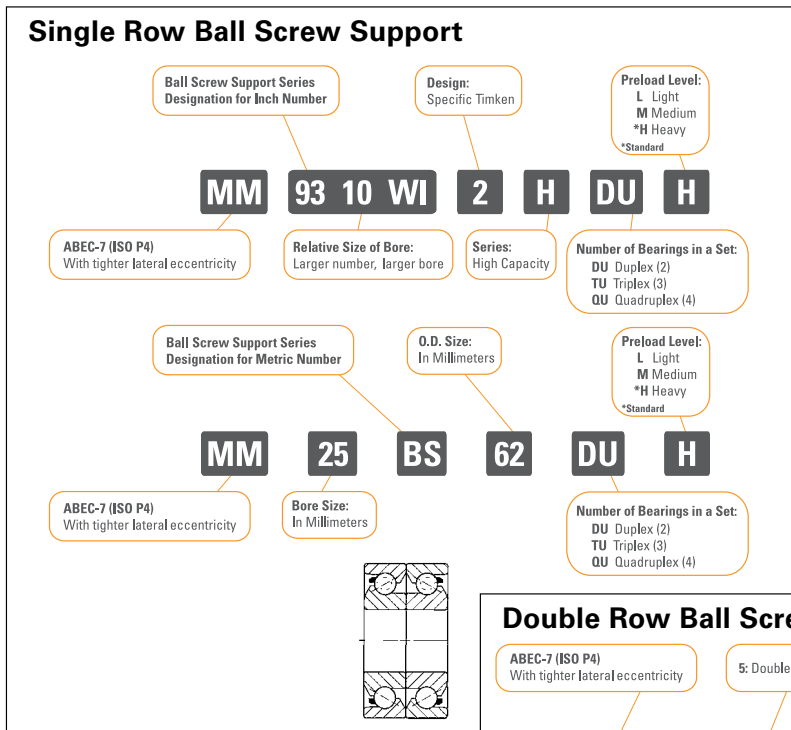 Single Row Ball Screw Support
Ball Screw Support Series
Designation for Inch Number
Design:
Specific Timken
Preload Level:
L Light
M Medium
*H Heavy
*Standard
MM 93 10 WI 2 H DU H
ABEC-7 (ISO P4)
With tighter lateral eccentricity
Relative Size of Bore:
Larger number, larger bore
Series:
High Capacity
Number of Bearings in a Set:
DU Duplex (2)
TU Triplex (3)
QU Quadruplex (4)
Ball Screw Support Series
Designation for Metric Number
O.D. Size:
In Millimeters
Preload Level:
L Light
M Medium
*H Heavy
*Standard
MM 25 BS 62 DU H
ABEC-7 (ISO P4)
With tighter lateral eccentricity
Bore Size:
In Millimeters
Number of Bearings in a Set:
DU Duplex (2)
TU Triplex (3)
QU Quadruplex (4)
Double Row Ball Scre
ABEC-7 (ISO P4)
With tighter lateral eccentricity
5: Double